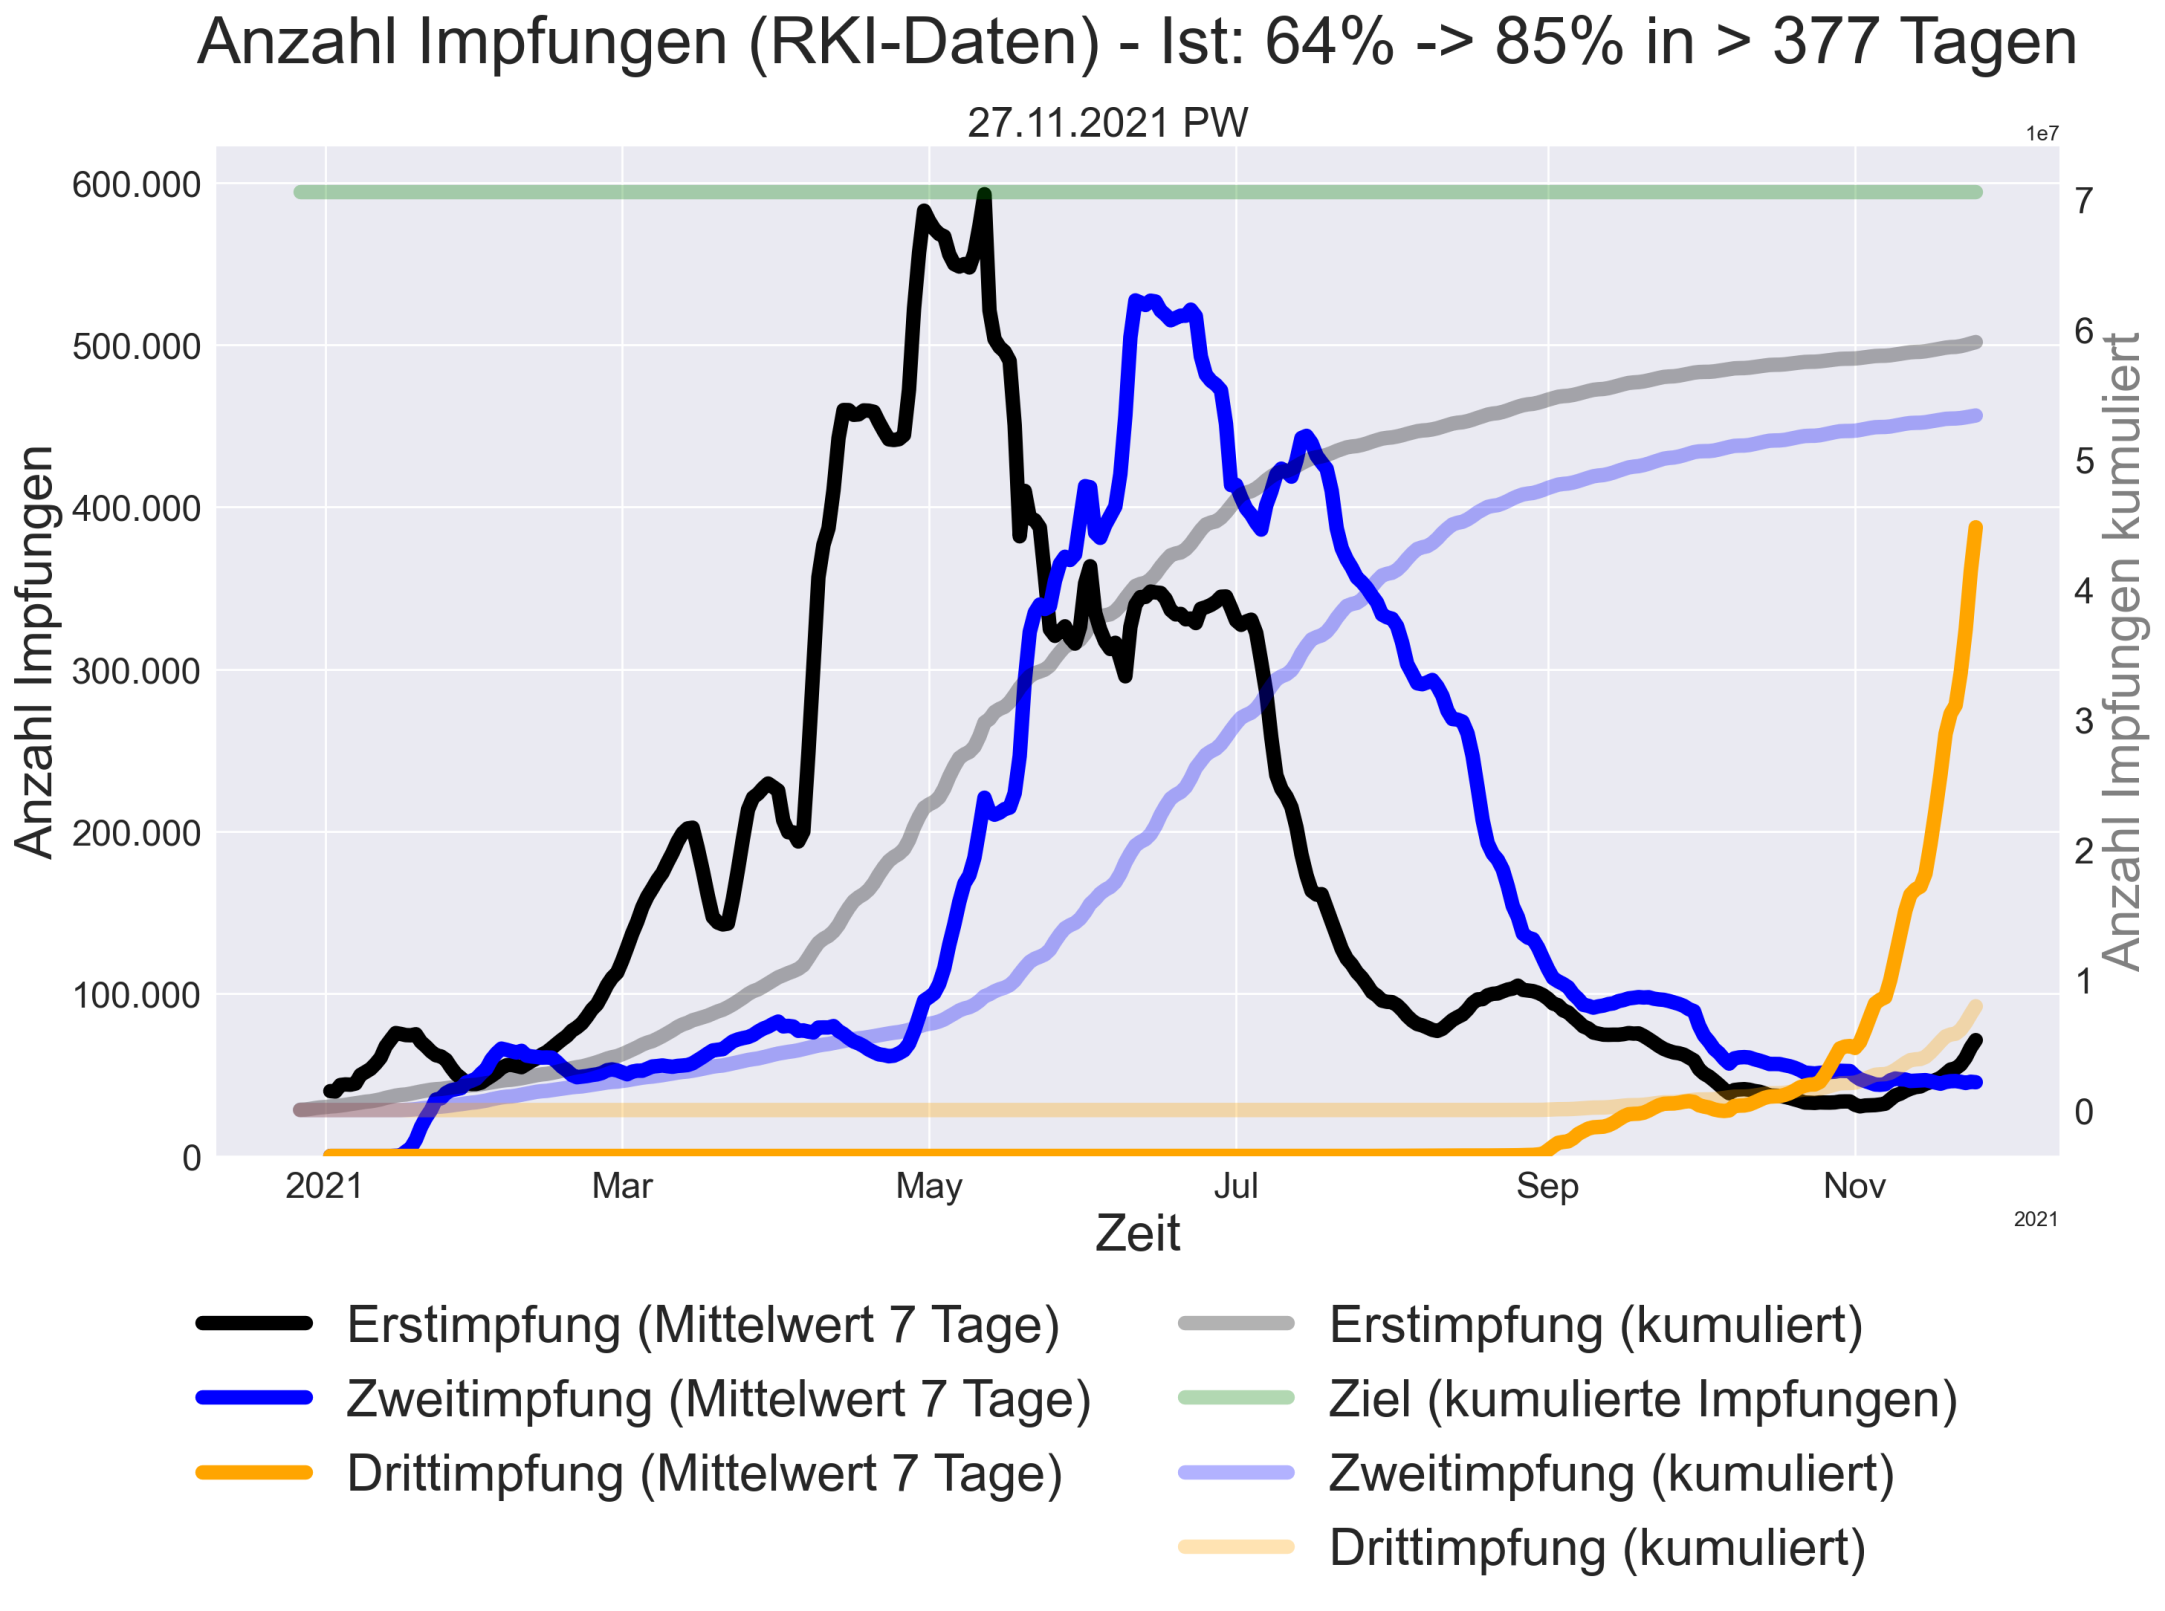 Anzahl Impfungen (RKI-Daten) - Ist: 64% -> 85% in > 377 Tagen
27.11.2021 PW
1e7
600.000
500.000
400.000
300.000
200.000
100.000
0
Anzahl Impfungen
7
6
5
4
3
2
1
0
Anzahl Impfungen kumuliert
2021
Mar
May
Jul
Sep
Nov
2021
Zeit
Erstimpfung (Mittelwert 7 Tage)
Zweitimpfung (Mittelwert 7 Tage)
Drittimpfung (Mittelwert 7 Tage)
Erstimpfung (kumuliert)
Ziel (kumulierte Impfungen)
Zweitimpfung (kumuliert)
Drittimpfung (kumuliert)